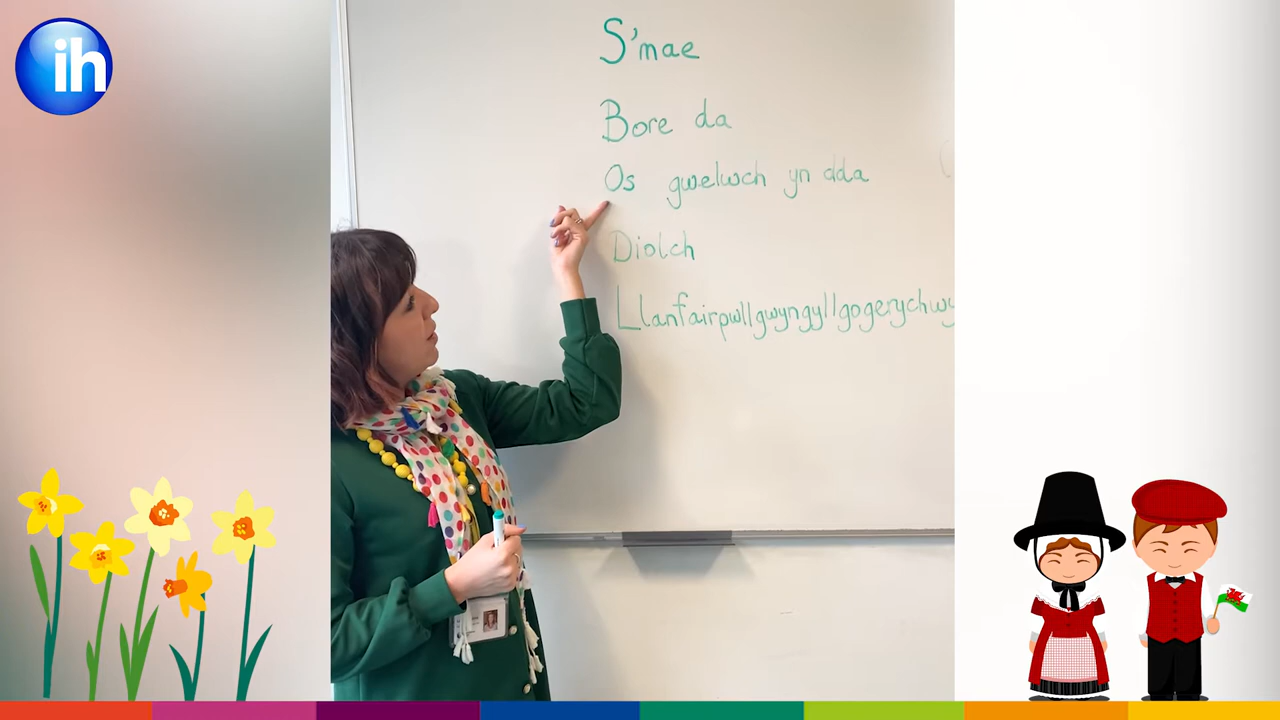 ih
S'mae
Bore da
Os gwelwch yn dda
Diolch
Llanfairpwllgwyngyllgogerychwy